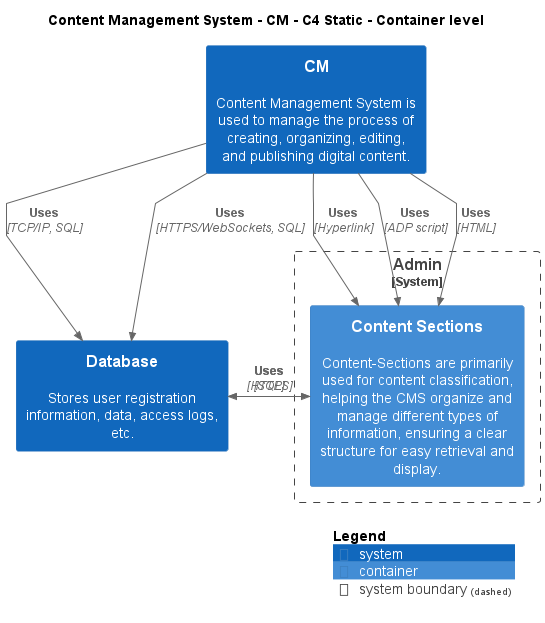 Content Management System - CM - C4 Static - Container level
CM
Content Management System is
used to manage the process of
creating, organizing, editing,
and publishing digital content.
Uses
[TCP/IP, SQL]
Uses
[HTTPS/WebSockets, SQL]
Uses
[Hyperlink]
Uses
[ADP script]
Uses
[HTML]
Admin
[System]
Content Sections
Content-Sections are primarily
used for content classification,
helping the CMS organize and
manage different types of
information, ensuring a clear
structure for easy retrieval and
display.
Database
Stores user registration
information, data, access logs,
etc.
Uses
Legend
system
container
system boundary (dashed)